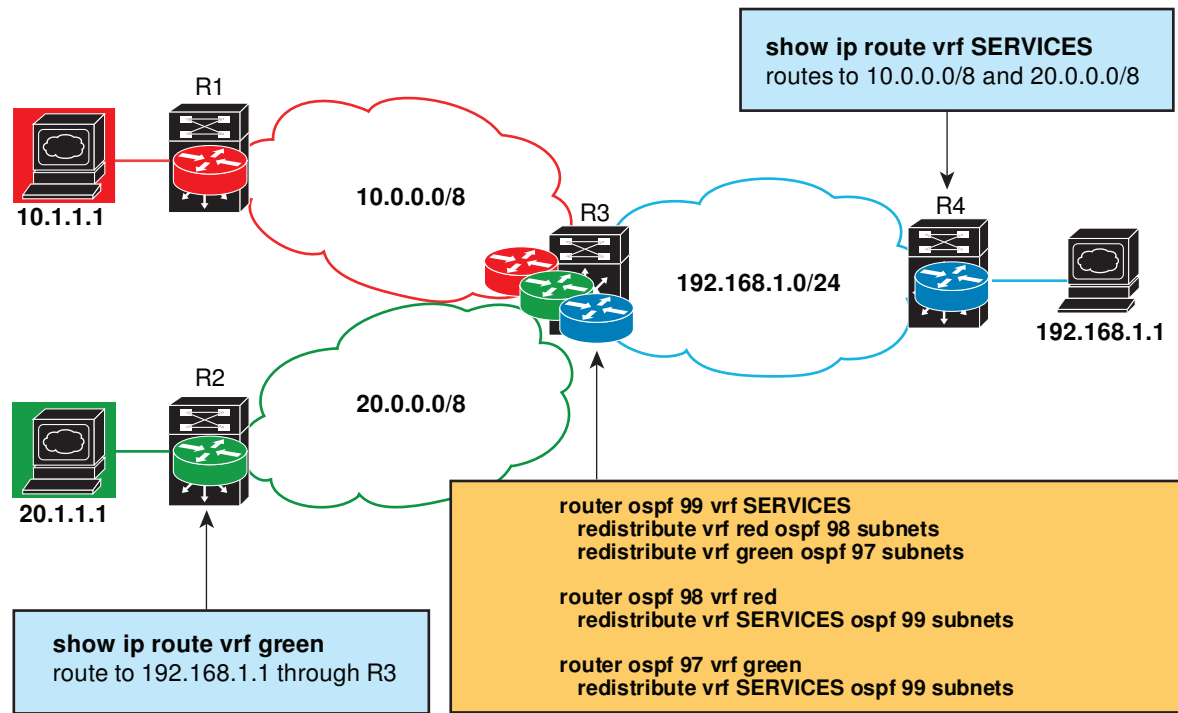 show ip route vrf SERVICES
routes to 10.0.0.0/8 and 20.0.0.0/8
R1
10.1.1.1
10.0.0.0/8
R3
R4
192.168.1.0/24
192.168.1.1
R2
20.0.0.0/8
20.1.1.1
show ip route vrf green
route to 192.168.1.1 through R3
router ospf 99 vrf SERVICES
redistribute vrf red ospf 98 subnets
redistribute vrf green ospf 97 subnets
router ospf 98 vrf red
redistribute vrf SERVICES ospf 99 subnets
router ospf 97 vrf green
redistribute vrf SERVICES ospf 99 subnets